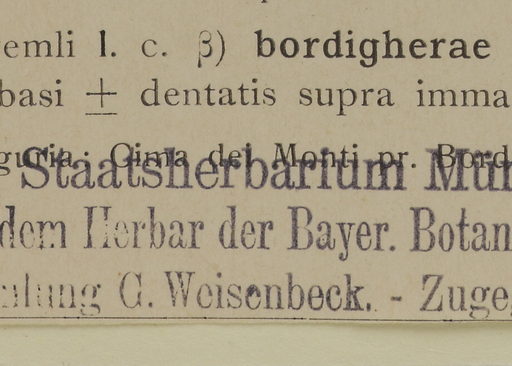 emli l. c. β) bordigherae
basi ± dentatis supra imma
guria: Cima dei Monti pr. Bord
Staatsherbarium Mün
dem Herbar der Bayer. Botan
lung G. Weisenbeck. - Zuge